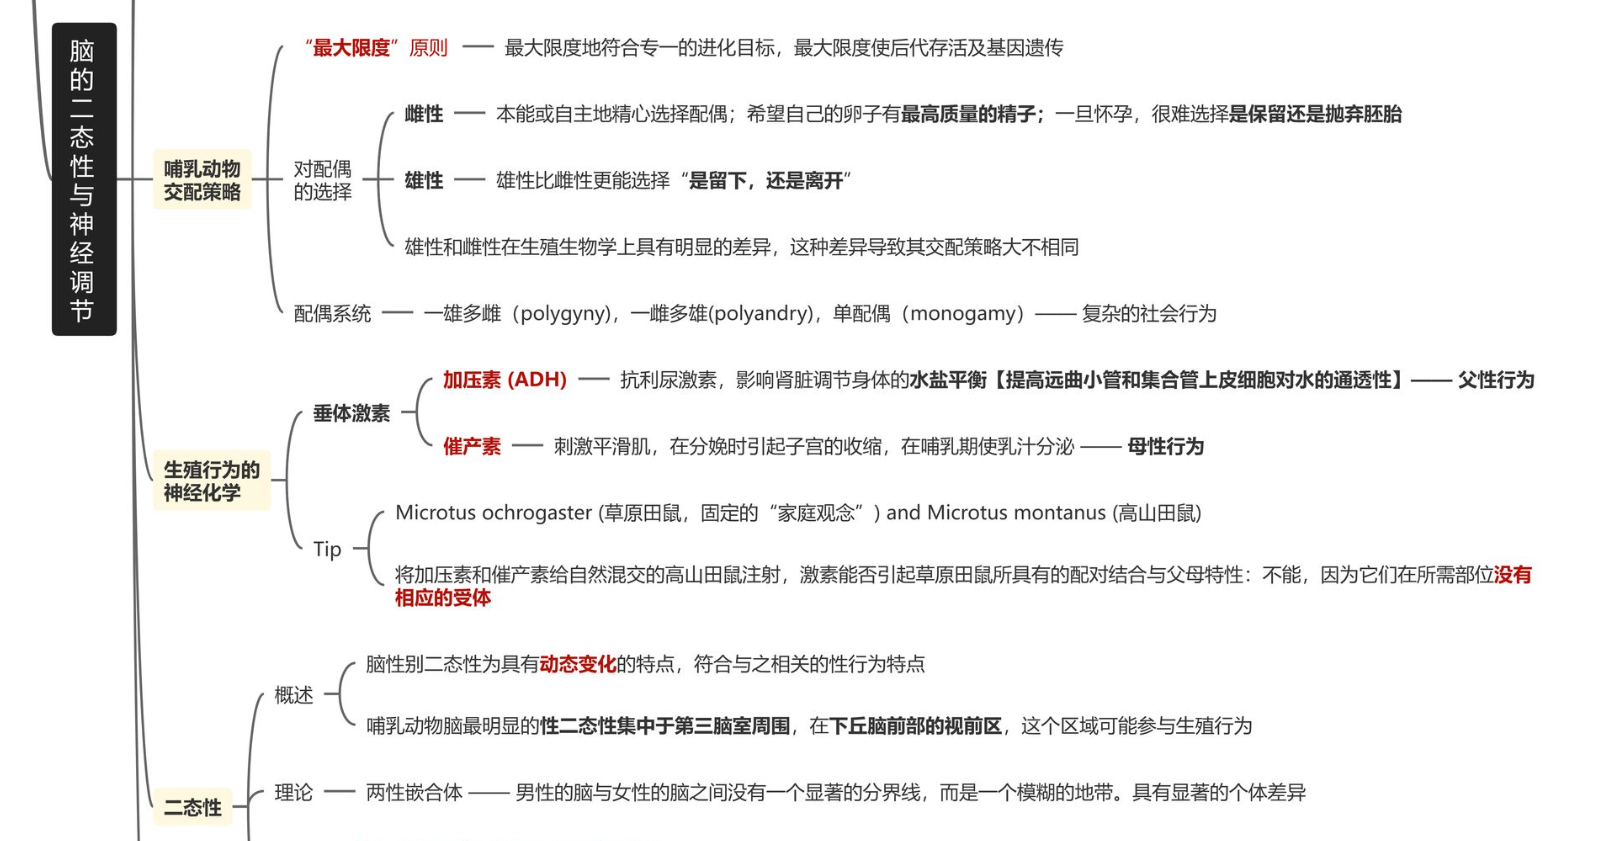 脑的二态性与神经调节
哺乳动物
交配策略
“最大限度”原则 —— 最大限度地符合专一的进化目标，最大限度使后代存活及基因遗传
对配偶
的选择
雌性 —— 本能或自主地精心选择配偶；希望自己的卵子有最高质量的精子；一旦怀孕，很难选择是保留还是抛弃胚胎
雄性 —— 雄性比雌性更能选择“是留下，还是离开”
雄性和雌性在生殖生物学上具有明显的差异，这种差异导致其交配策略大不相同
配偶系统 —— 一雄多雌（polygyny)，一雌多雄(polyandry)，单配偶（monogamy）—— 复杂的社会行为
生殖行为的
神经化学
垂体激素
加压素 (ADH) —— 抗利尿激素，影响肾脏调节身体的水盐平衡【提高远曲小管和集合管上皮细胞对水的通透性】—— 父性行为
催产素 —— 刺激平滑肌，在分娩时引起子宫的收缩，在哺乳期使乳汁分泌 —— 母性行为
Tip
Microtus ochrogaster (草原田鼠，固定的“家庭观念”) and Microtus montanus (高山田鼠)
将加压素和催产素给自然混交的高山田鼠注射，激素能否引起草原田鼠所具有的配对结合与父母特性：不能，因为它们在所需部位没有
相应的受体
二态性
概述
脑性别二态性为具有动态变化的特点，符合与之相关的性行为特点
哺乳动物脑最明显的性二态性集中于第三脑室周围，在下丘脑前部的视前区，这个区域可能参与生殖行为
理论 —— 两性嵌合体 —— 男性的脑与女性的脑之间没有一个显著的分界线，而是一个模糊的地带。具有显著的个体差异